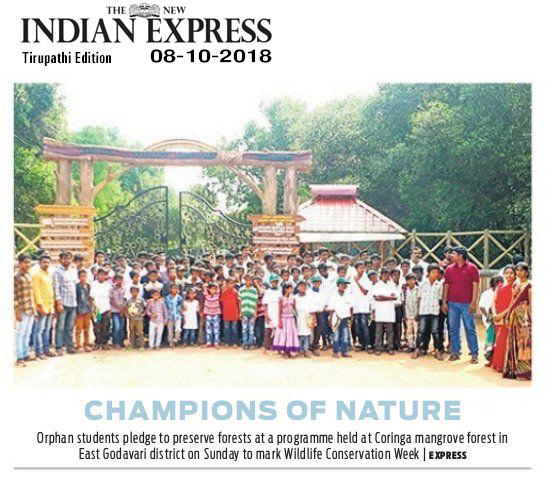 THE NEW
INDIAN EXPRESS
Tirupathi Edition 08-10-2018
CHAMPIONS OF NATURE
Orphan students pledge to preserve forests at a programme held at Coringa mangrove forest in
East Godavari district on Sunday to mark Wildlife Conservation Week | EXPRESS